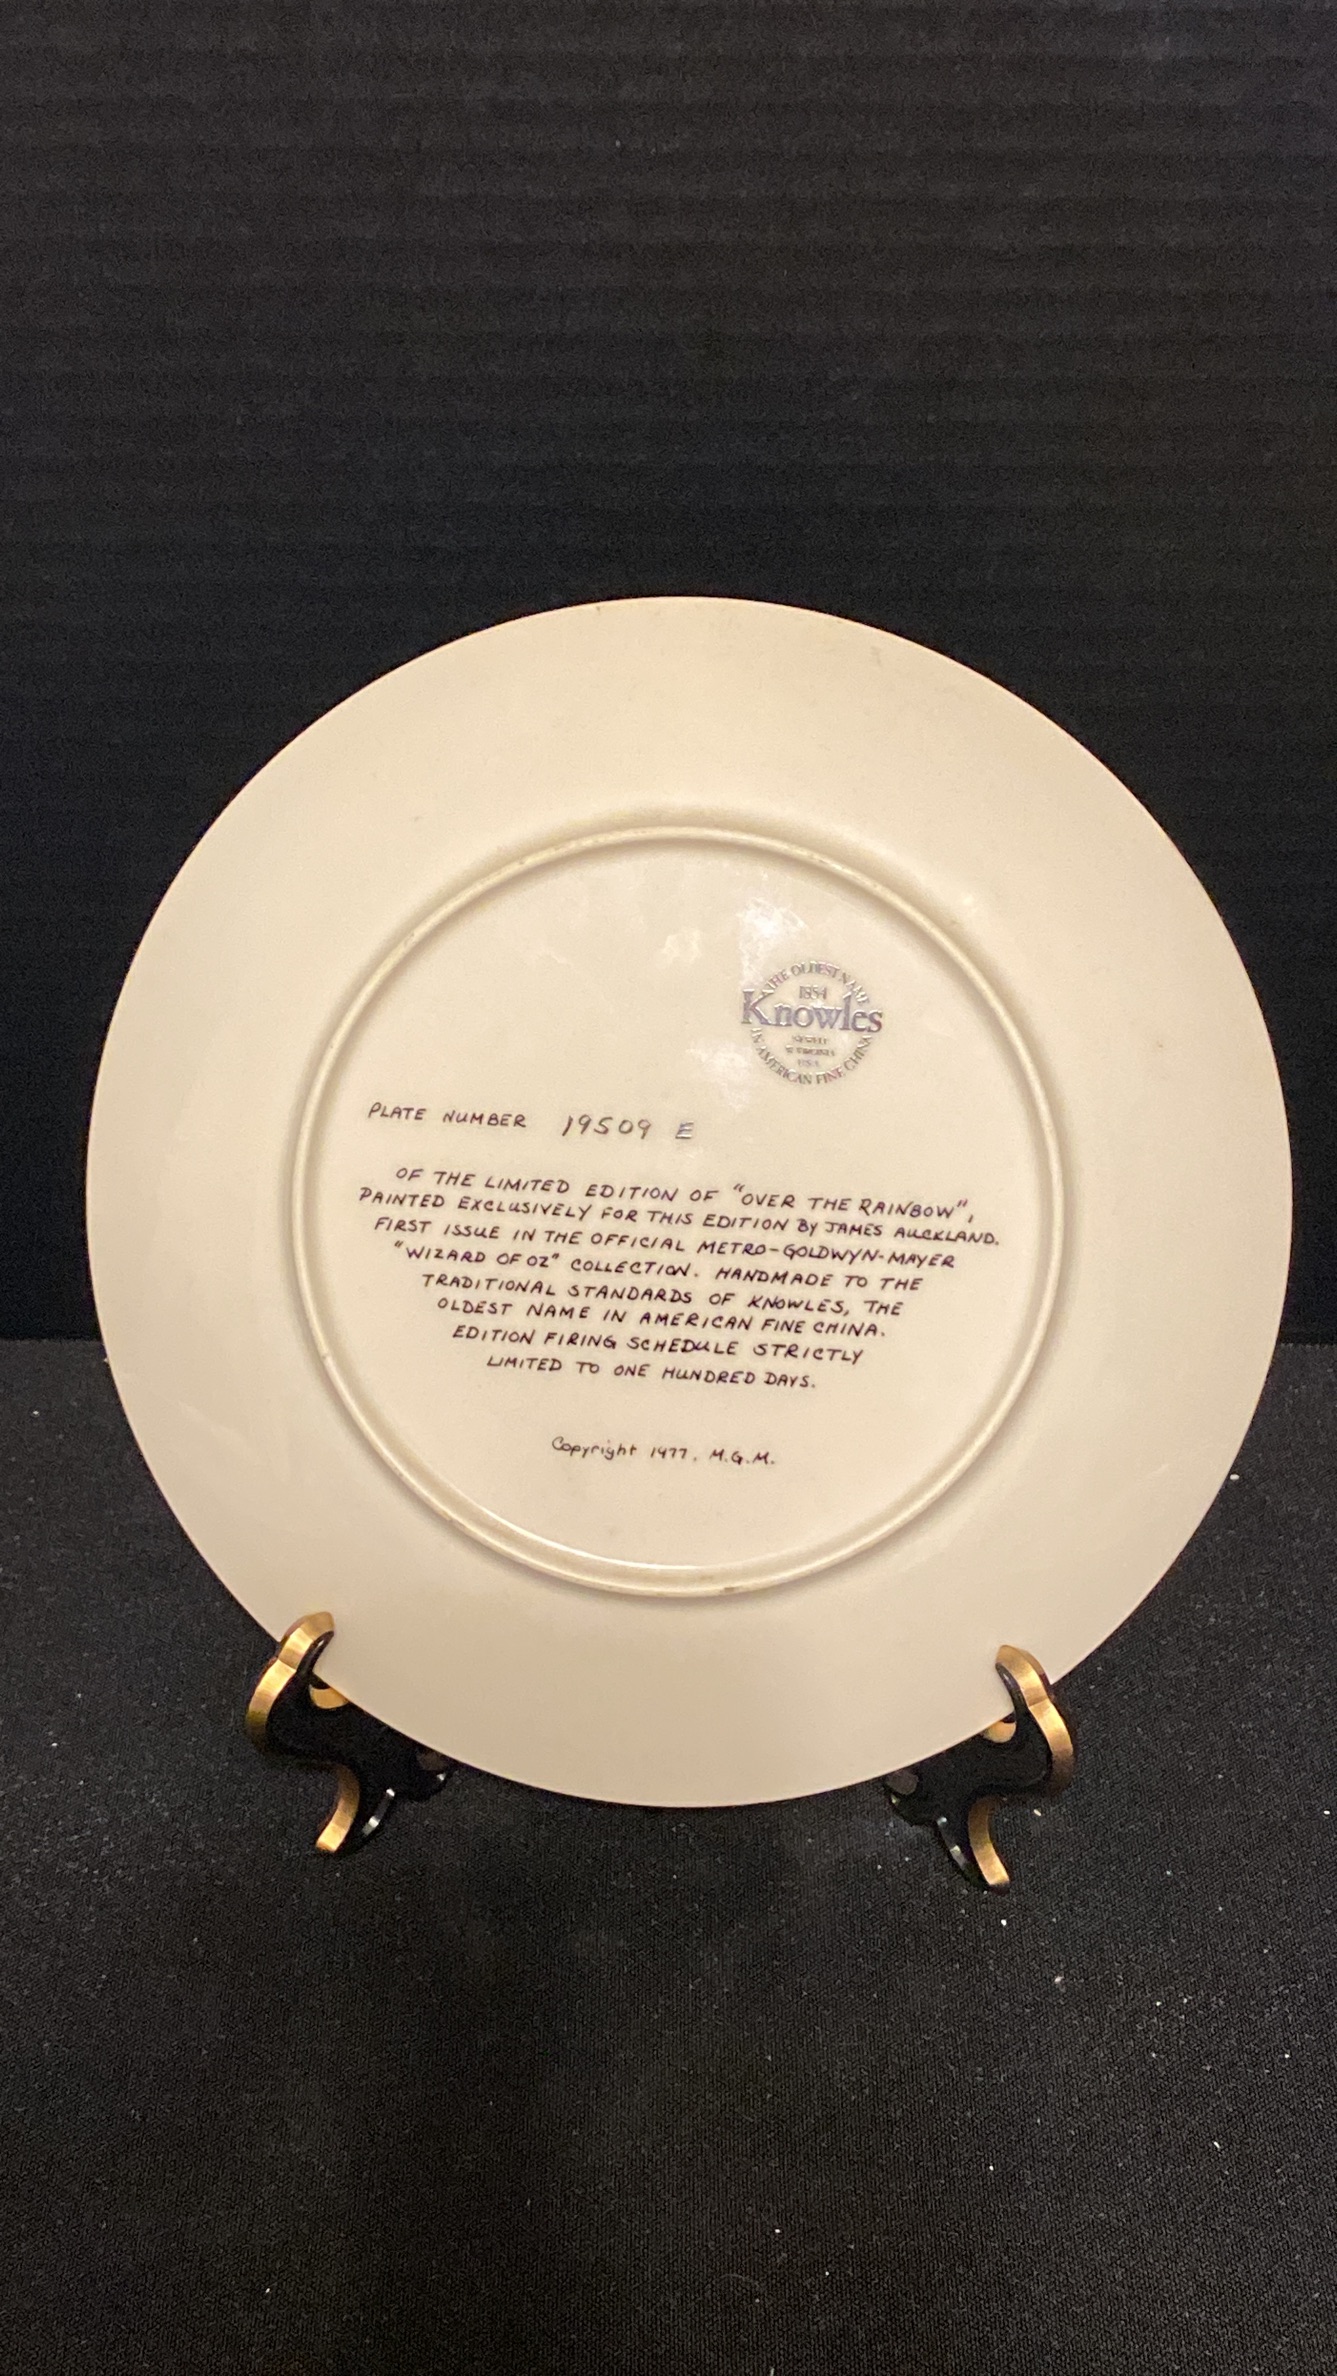 THE OLDEST NAME
1854
Knowles
NEWELL
W VIRGINIA
USA
IN AMERICAN FINE CHINA
PLATE NUMBER 19509 E
OF THE LIMITED EDITION OF "OVER THE RAINBOW",
PAINTED EXCLUSIVELY FOR THIS EDITION BY JAMES AUCKLAND.
FIRST ISSUE IN THE OFFICIAL METRO-GOLDWYN-MAYER
"WIZARD OF OZ" COLLECTION. HANDMADE TO THE
TRADITIONAL STANDARDS OF KNOWLES, THE
OLDEST NAME IN AMERICAN FINE CHINA.
EDITION FIRING SCHEDULE STRICTLY
LIMITED TO ONE HUNDRED DAYS.
Copyright 1977. M.G.M.